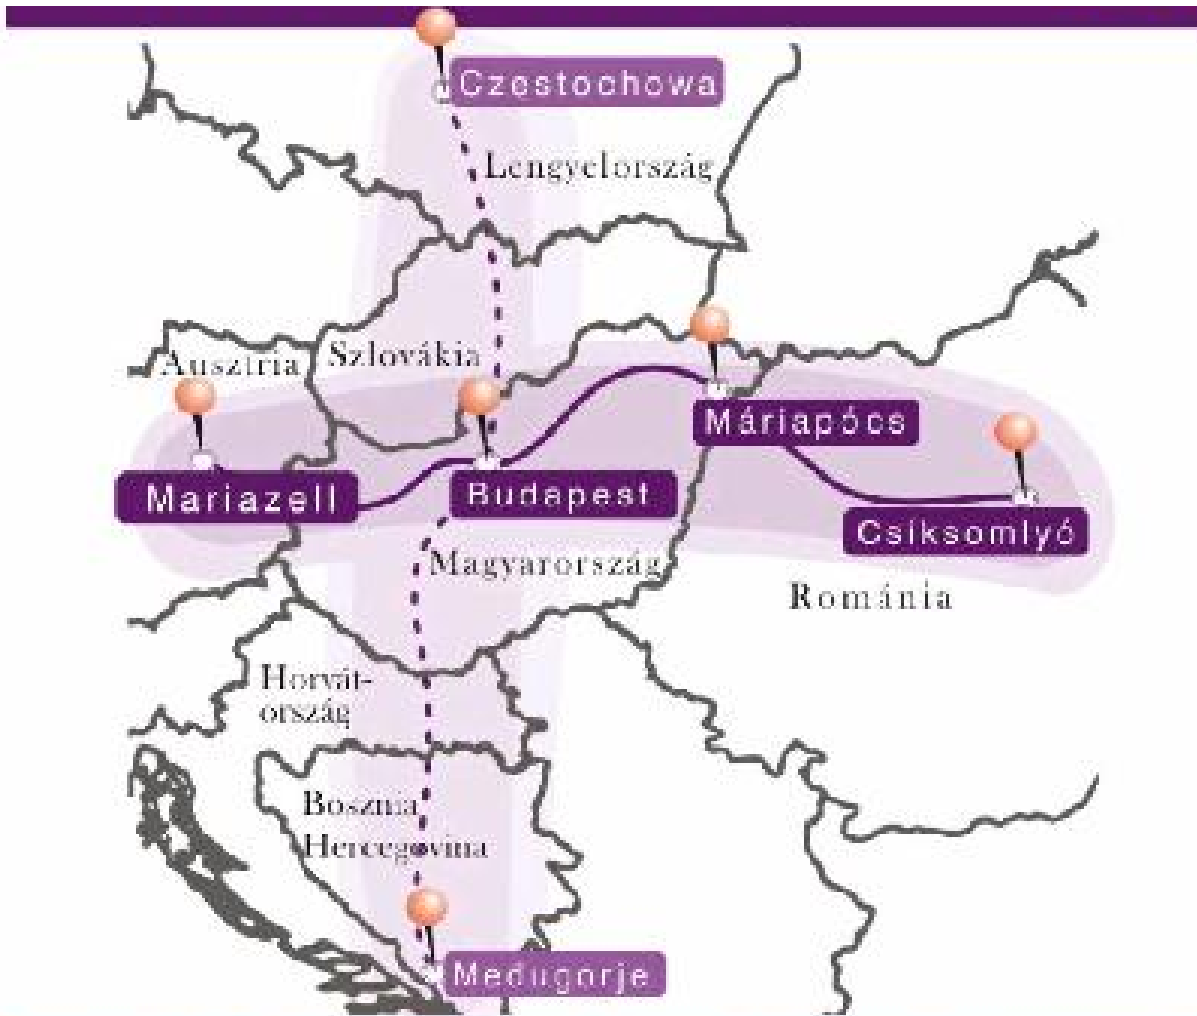 Czestochowa
Lengyelország
Ausztria
Szlovákia
Máriapócs
Mariazell
Budapest
Csíksomlyó
Magyarország
Románia
Horvát-
ország
Bosznia
Hercegovina
Medugorje